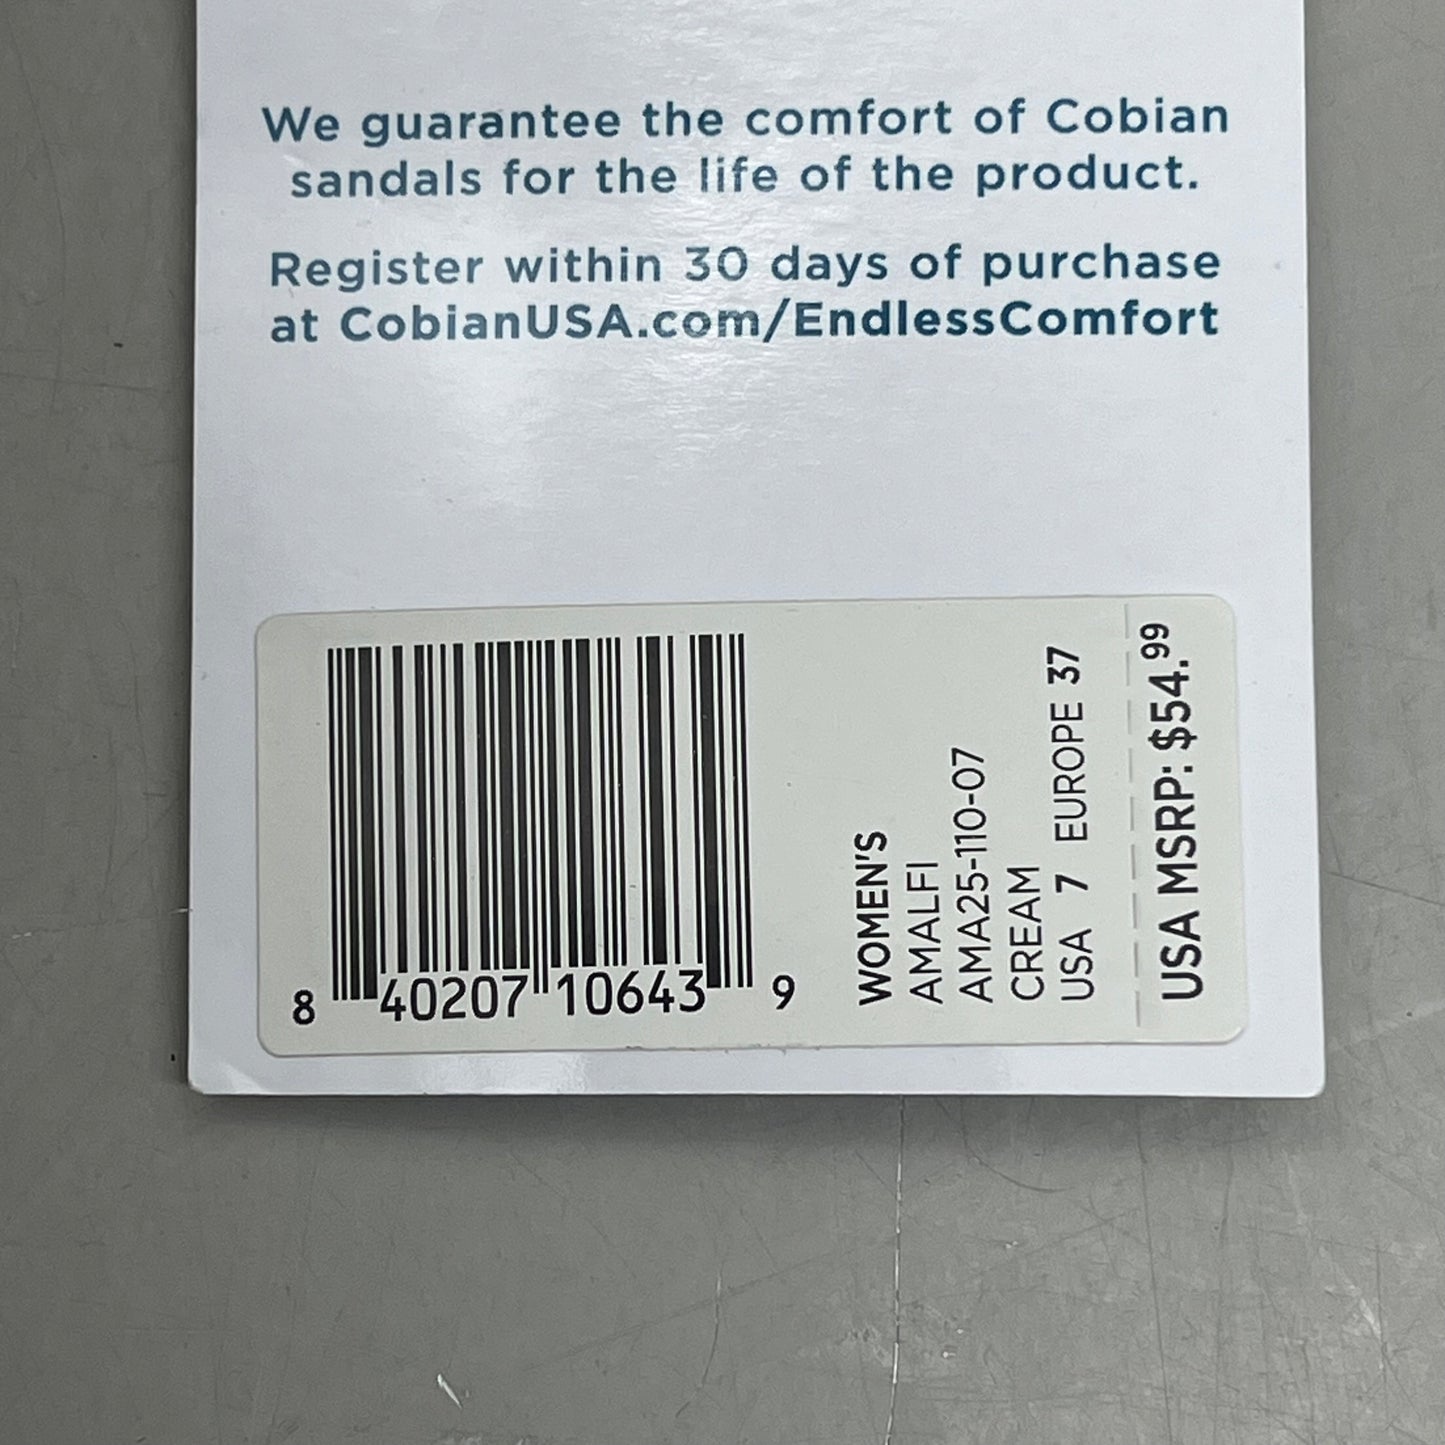 We guarantee the comfort of Cobian
sandals for the life of the product.
Register within 30 days of purchase
at CobianUSA.com/EndlessComfort
8 40207 10643 9
WOMEN'S
AMALFI
AMA25-110-07
CREAM
USA 7 EUROPE 37
USA MSRP: $54.99